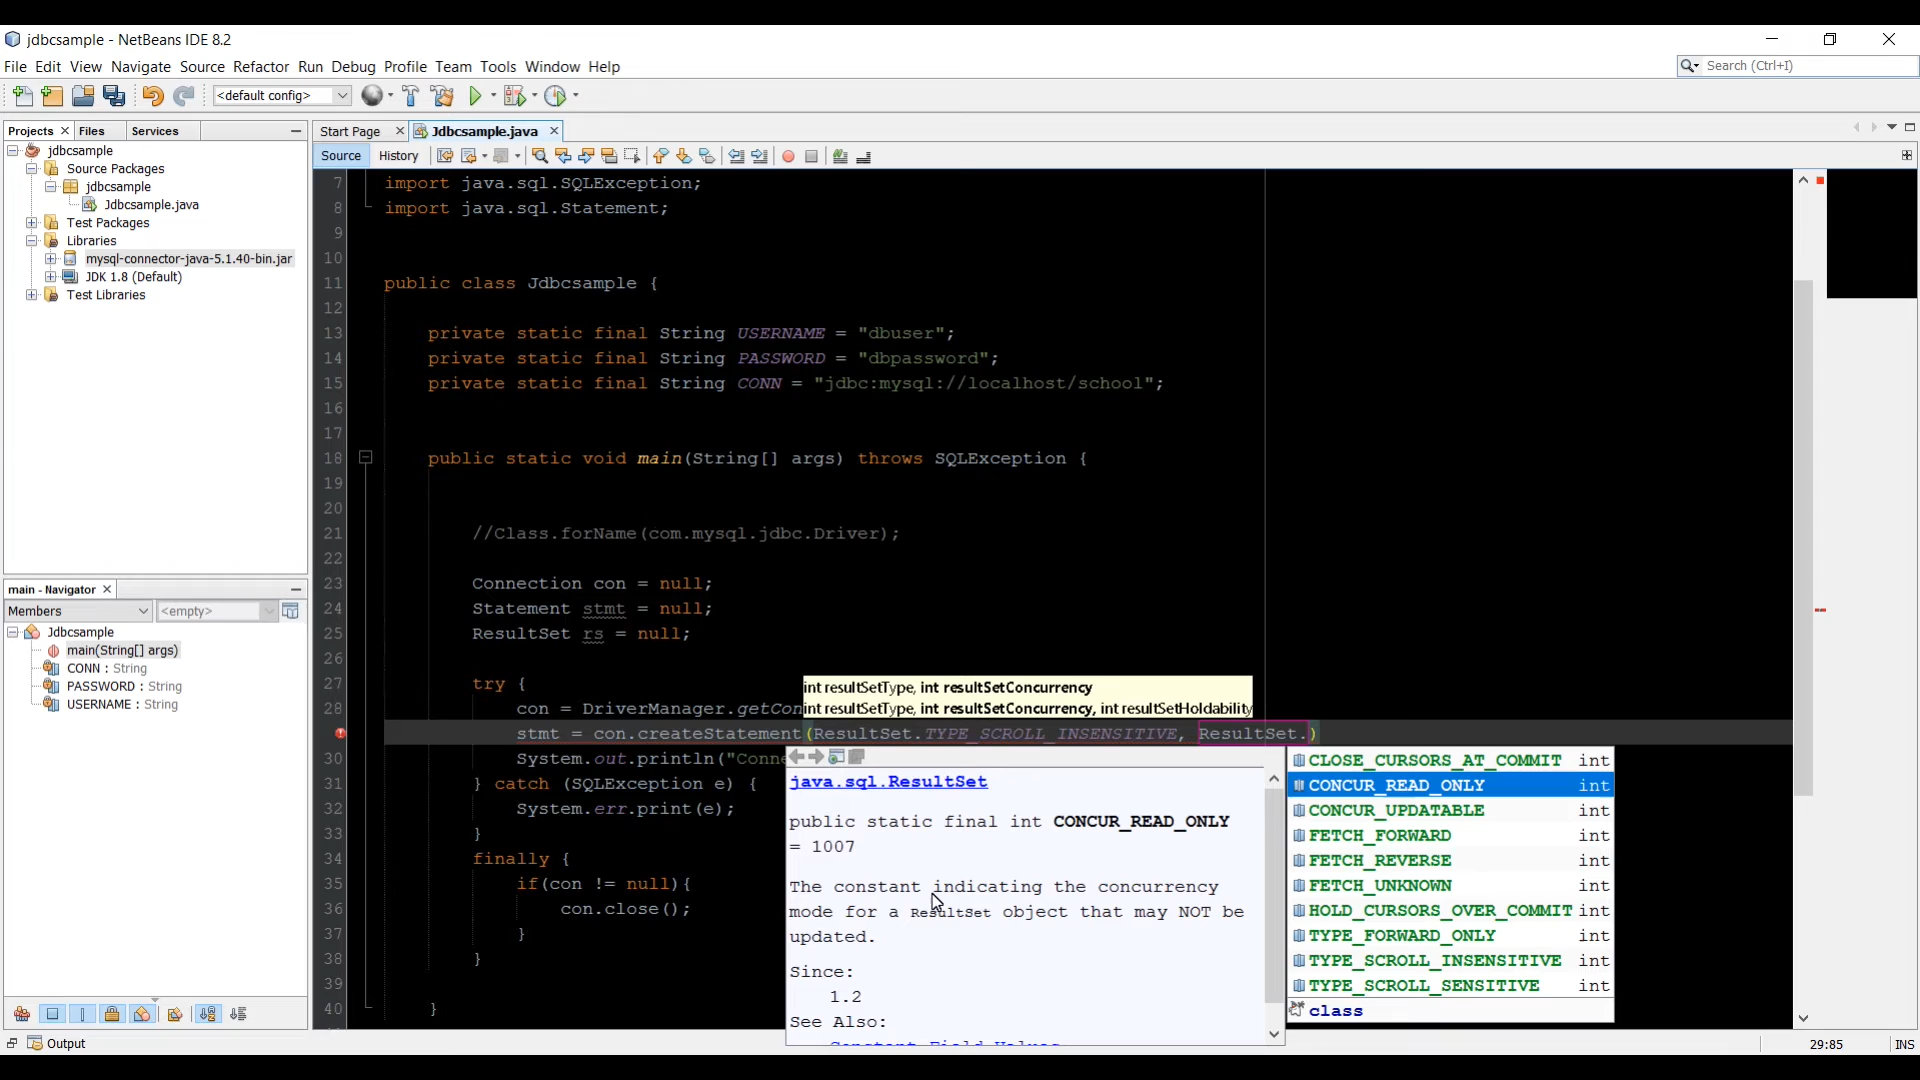 jdbcsample - NetBeans IDE 8.2
File Edit View Navigate Source Refactor Run Debug Profile Team Tools Window Help
Search (Ctrl+I)
<default config>
Projects Files Services
Start Page Jdbcsample.java
Source History
jdbcsample
Source Packages
jdbcsample
Jdbcsample.java
Test Packages
Libraries
mysql-connector-java-5.1.40-bin.jar
JDK 1.8 (Default)
Test Libraries
main - Navigator
Members <empty>
Jdbcsample
main(String[] args)
CONN : String
PASSWORD : String
USERNAME : String
7 import java.sql.SQLException;
8 import java.sql.Statement;
9
10
11 public class Jdbcsample {
12
13 private static final String USERNAME = "dbuser";
14 private static final String PASSWORD = "dbpassword";
15 private static final String CONN = "jdbc:mysql://localhost/school";
16
17
18 public static void main(String[] args) throws SQLException {
19
20
21 //Class.forName(com.mysql.jdbc.Driver);
22
23 Connection con = null;
24 Statement stmt = null;
25 ResultSet rs = null;
26
27 try {
28 con = DriverManager.getCon
stmt = con.createStatement(ResultSet.TYPE_SCROLL_INSENSITIVE, ResultSet.)
30 System.out.println("Conne
31 } catch (SQLException e) {
32 System.err.print(e);
33 }
34 finally {
35 if(con != null){
36 con.close();
37 }
38 }
39
40 }
int resultSetType, int resultSetConcurrency
int resultSetType, int resultSetConcurrency, int resultSetHoldability
java.sql.ResultSet
public static final int CONCUR_READ_ONLY
= 1007
The constant indicating the concurrency
mode for a ResultSet object that may NOT be
updated.
Since:
1.2
See Also:
Constant Field Values
CLOSE_CURSORS_AT_COMMIT int
CONCUR_READ_ONLY int
CONCUR_UPDATABLE int
FETCH_FORWARD int
FETCH_REVERSE int
FETCH_UNKNOWN int
HOLD_CURSORS_OVER_COMMIT int
TYPE_FORWARD_ONLY int
TYPE_SCROLL_INSENSITIVE int
TYPE_SCROLL_SENSITIVE int
class
Output
29:85 INS